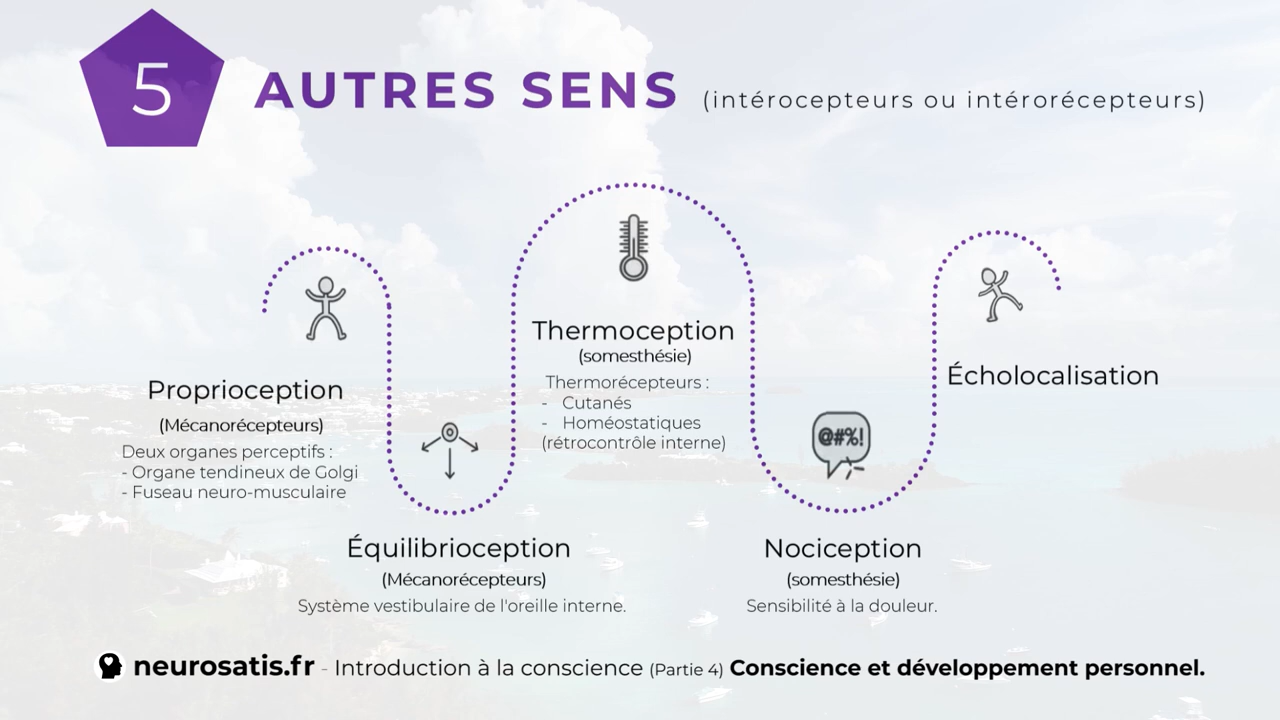 5
AUTRES SENS (intérocepteurs ou intérorécepteurs)
Proprioception
(Mécanorécepteurs)
Deux organes perceptifs :
- Organe tendineux de Golgi
- Fuseau neuro-musculaire
Équilibrioception
(Mécanorécepteurs)
Système vestibulaire de l'oreille interne.
Thermoception
(somesthésie)
Thermorécepteurs :
- Cutanés
- Homéostatiques
(rétrocontrôle interne)
@#%!
Nociception
(somesthésie)
Sensibilité à la douleur.
Écholocalisation
neurosatis.fr - Introduction à la conscience (Partie 4) Conscience et développement personnel.